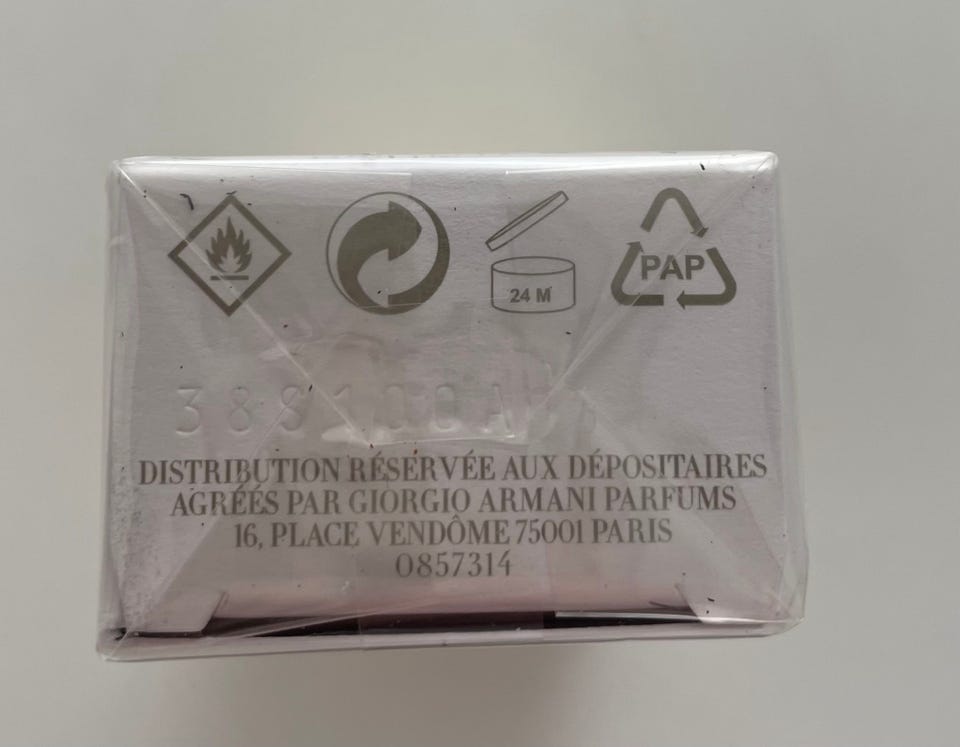 24 M
PAP
DISTRIBUTION RÉSERVÉE AUX DÉPOSITAIRES
AGRÉÉS PAR GIORGIO ARMANI PARFUMS
16, PLACE VENDÔME 75001 PARIS
0857314